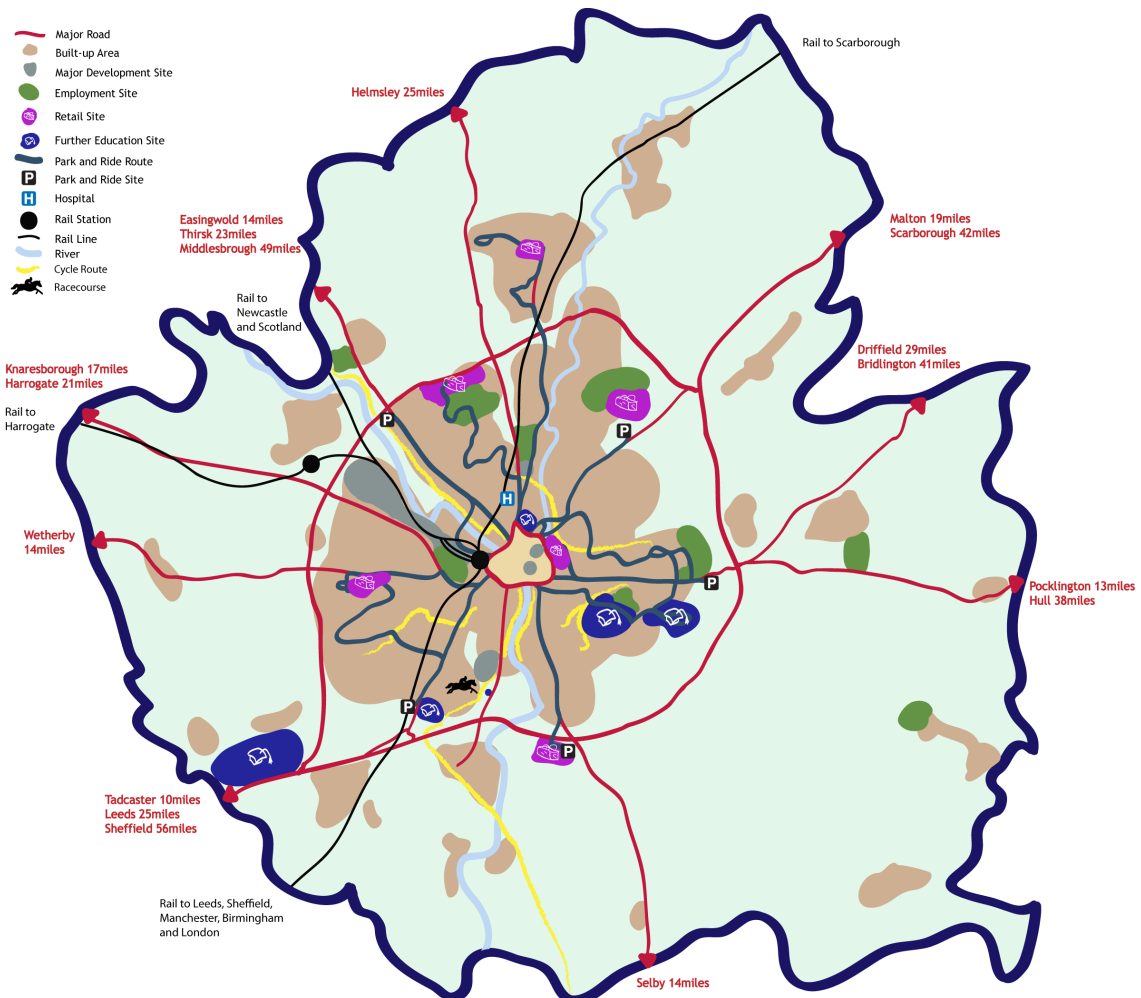 Major Road
Built-up Area
Major Development Site
Employment Site
Retail Site
Further Education Site
Park and Ride Route
P Park and Ride Site
H Hospital
Rail Station
Rail Line
River
Cycle Route
Racecourse
Rail to Scarborough
Helmsley 25miles
Easingwold 14miles
Thirsk 23miles
Middlesbrough 49miles
Malton 19miles
Scarborough 42miles
Rail to
Newcastle
and Scotland
Driffield 29miles
Bridlington 41miles
Knaresborough 17miles
Harrogate 21miles
Rail to
Harrogate
P
P
H
Wetherby
14miles
P
Pocklington 13miles
Hull 38miles
P
P
Tadcaster 10miles
Leeds 25miles
Sheffield 56miles
Rail to Leeds, Sheffield,
Manchester, Birmingham
and London
Selby 14miles